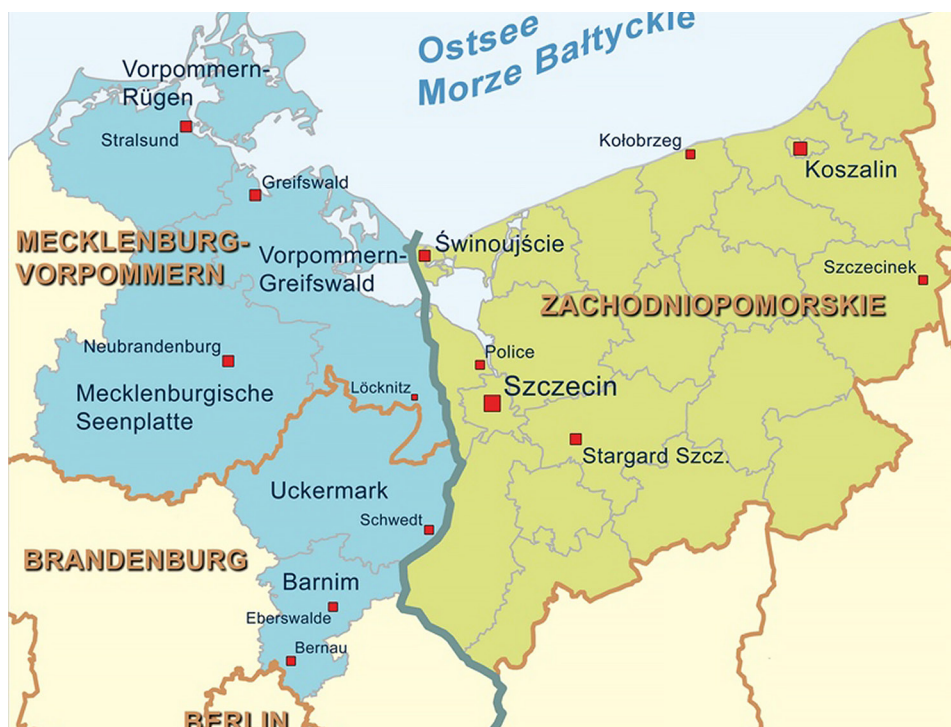 Ostsee
Morze Bałtyckie
Vorpommern-
Rügen
Stralsund
Greifswald
Kołobrzeg
Koszalin
MECKLENBURG-
VORPOMMERN
Vorpommern-
Greifswald
Świnoujście
Szczecinek
ZACHODNIOPOMORSKIE
Neubrandenburg
Police
Mecklenburgische
Seenplatte
Löcknitz
Szczecin
Stargard Szcz.
Uckermark
Schwedt
BRANDENBURG
Barnim
Eberswalde
Bernau
BERLIN